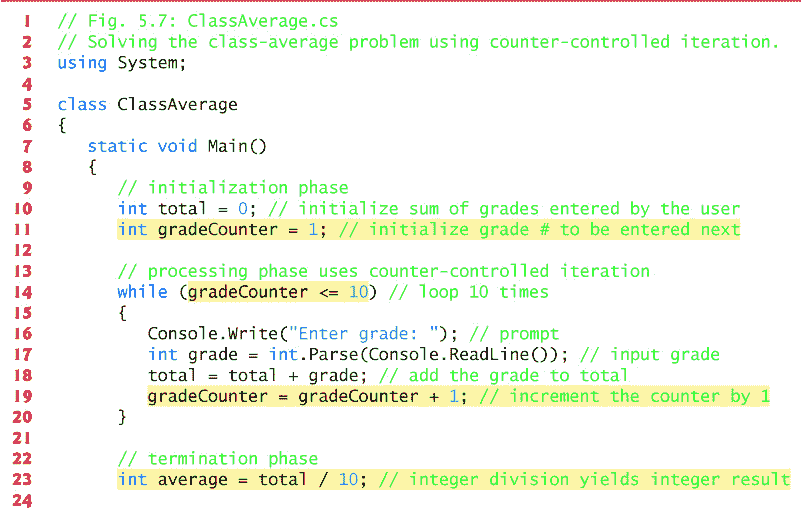 1 // Fig. 5.7: ClassAverage.cs
2 // Solving the class-average problem using counter-controlled iteration.
3 using System;
4
5 class ClassAverage
6 {
7 static void Main()
8 {
9 // initialization phase
10 int total = 0; // initialize sum of grades entered by the user
11 int gradeCounter = 1; // initialize grade # to be entered next
12
13 // processing phase uses counter-controlled iteration
14 while (gradeCounter <= 10) // loop 10 times
15 {
16 Console.Write("Enter grade: "); // prompt
17 int grade = int.Parse(Console.ReadLine()); // input grade
18 total = total + grade; // add the grade to total
19 gradeCounter = gradeCounter + 1; // increment the counter by 1
20 }
21
22 // termination phase
23 int average = total / 10; // integer division yields integer result
24